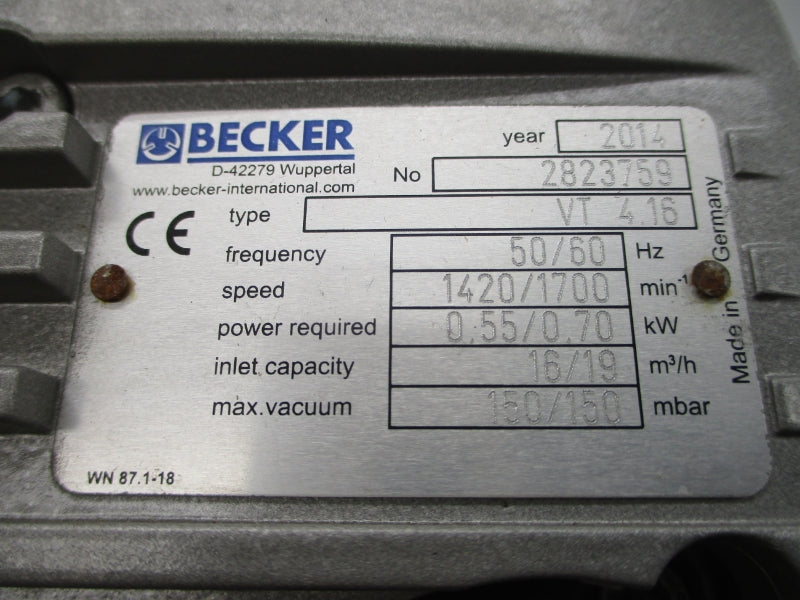 BECKER
D-42279 Wuppertal
www.becker-international.com
year 2014
No 2823759
type VT 4.16
CE
frequency 50/60 Hz
speed 1420/1700 min⁻¹
power required 0.55/0.70 kW
inlet capacity 16/19 m³/h
max.vacuum 150/150 mbar
Made in Germany
WN 87.1-18